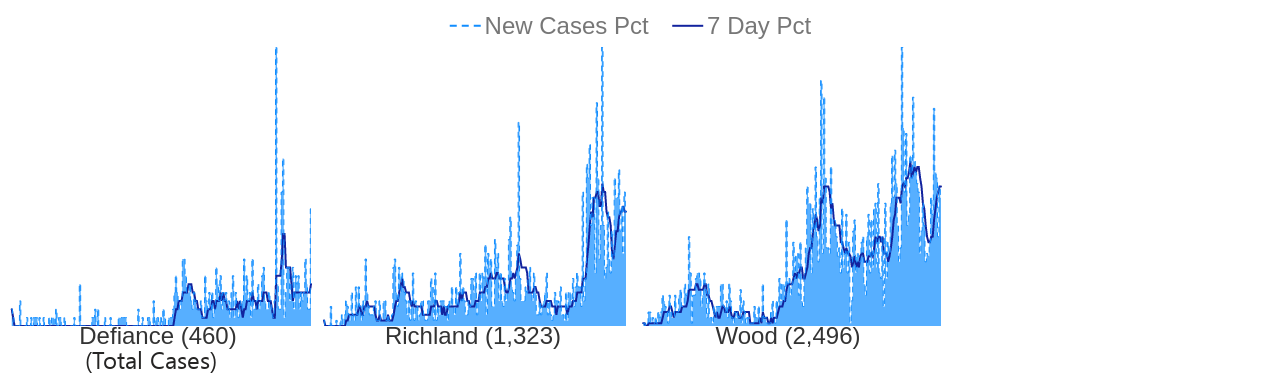 New Cases Pct 7 Day Pct
Defiance (460) Richland (1,323) Wood (2,496)
(Total Cases)